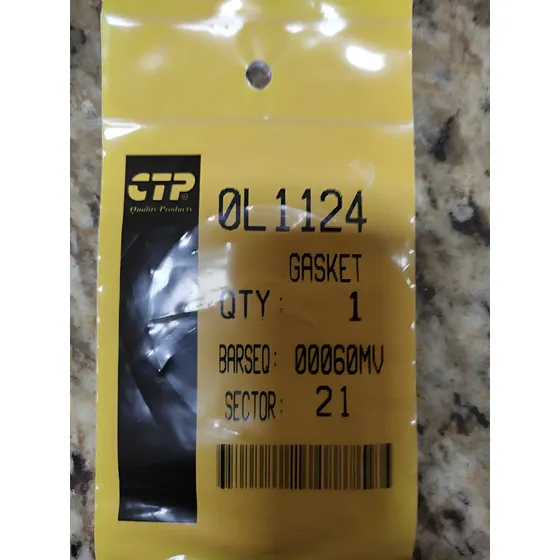 CTP
Quality Products
0L1124
GASKET
QTY: 1
BARSEQ: 00060MV
SECTOR: 21